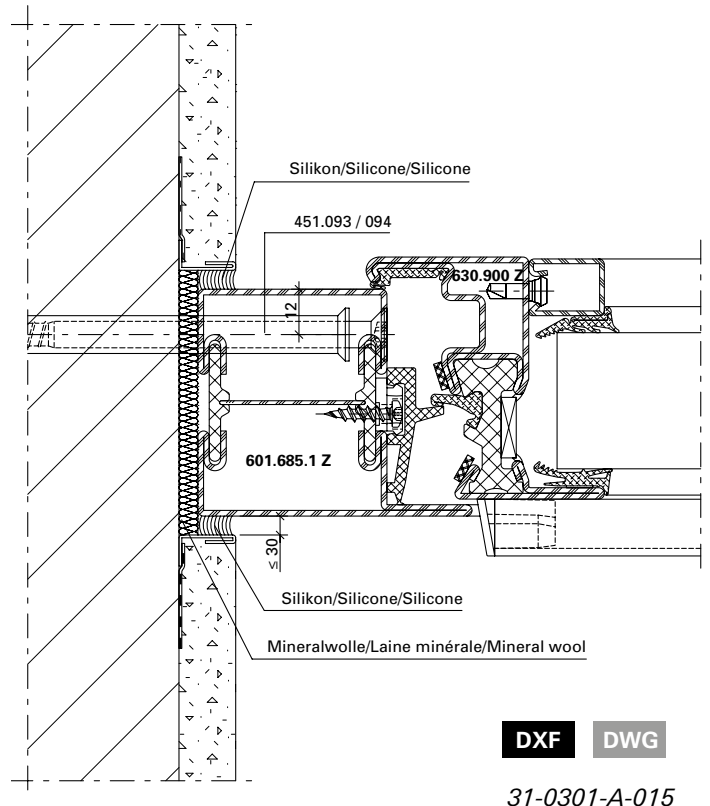 Silikon/Silicone/Silicone
451.093 / 094
630.900 Z
12
601.685.1 Z
≤ 30
Silikon/Silicone/Silicone
Mineralwolle/Laine minérale/Mineral wool
DXF DWG
31-0301-A-015